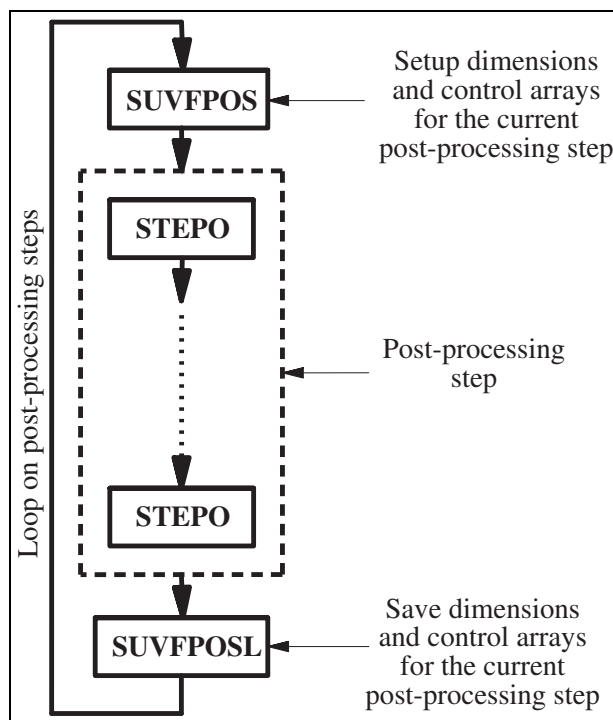 Loop on post-processing steps
SUVFPOS
Setup dimensions
and control arrays
for the current
post-processing step
STEPO
Post-processing
step
STEPO
SUVFPOSL
Save dimensions
and control arrays
for the current
post-processing step